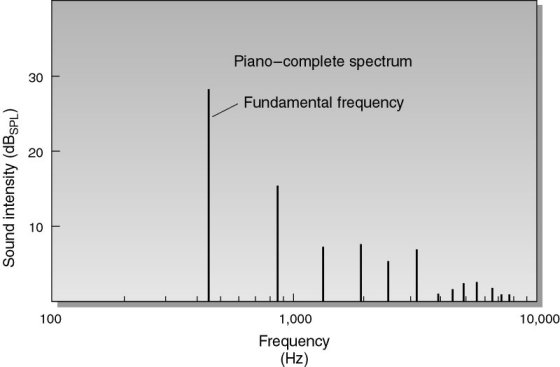 Piano–complete spectrum
Fundamental frequency
Sound intensity (dBSPL)
30
20
10
100
1,000
10,000
Frequency
(Hz)